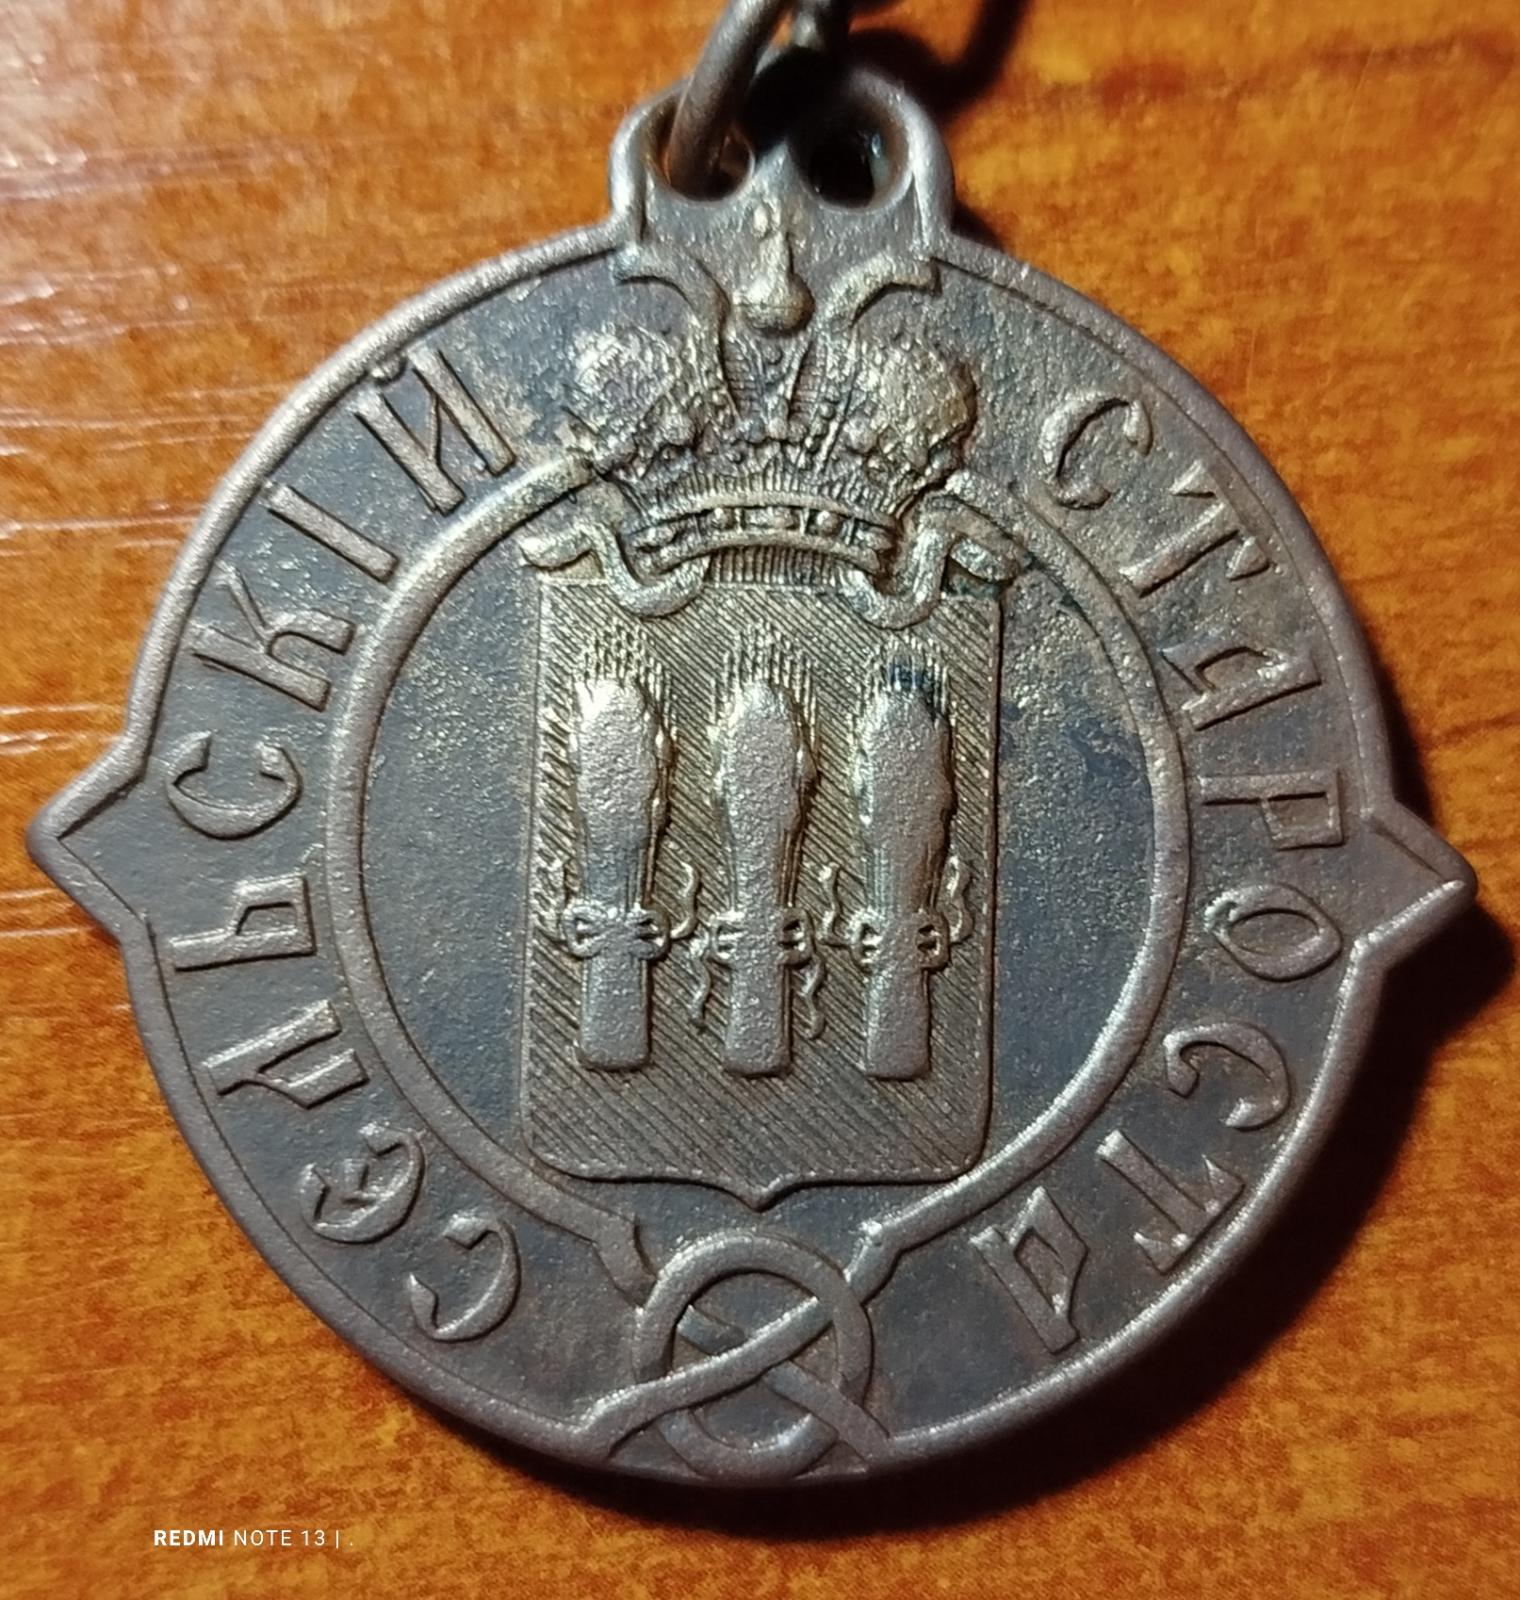 СЕЛЬСКІЙ СТАРОСТА
REDMI NOTE 13 | .